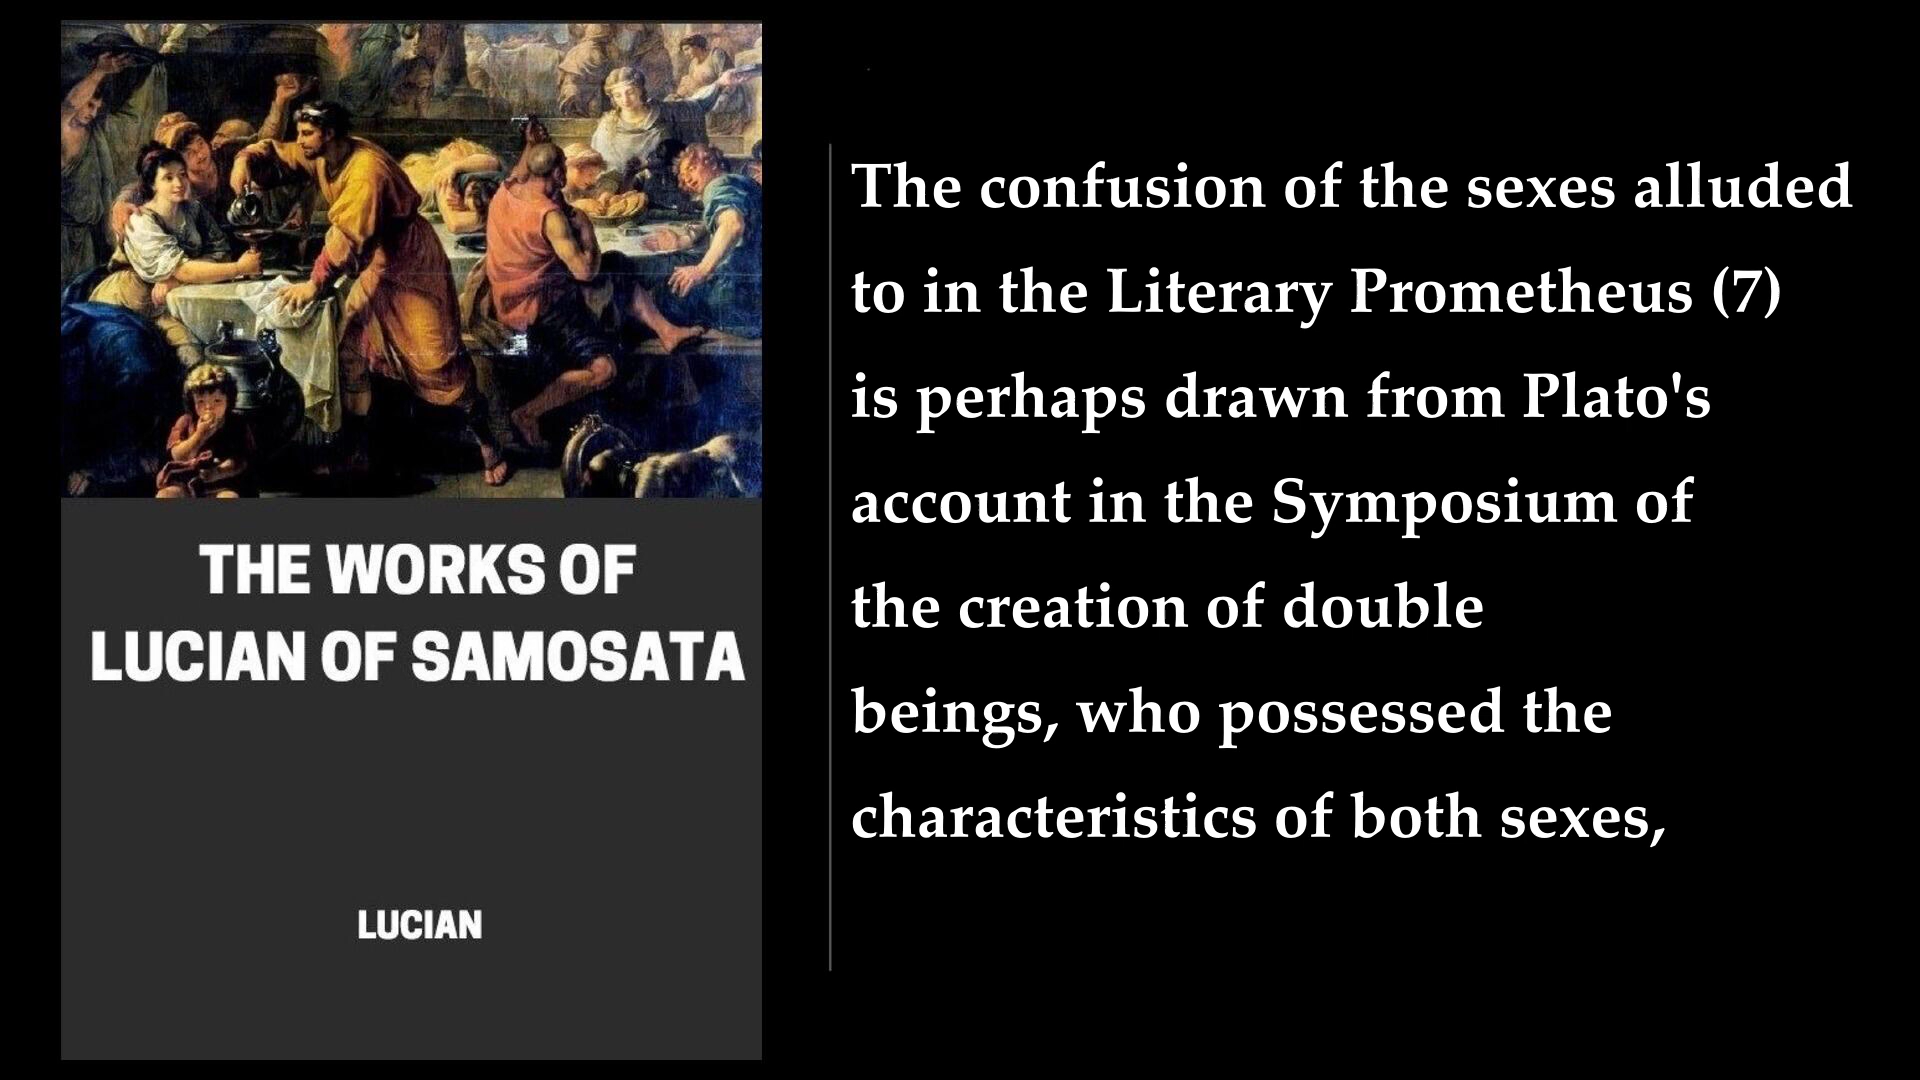 THE WORKS OF
LUCIAN OF SAMOSATA
LUCIAN
The confusion of the sexes alluded
to in the Literary Prometheus (7)
is perhaps drawn from Plato's
account in the Symposium of
the creation of double
beings, who possessed the
characteristics of both sexes,